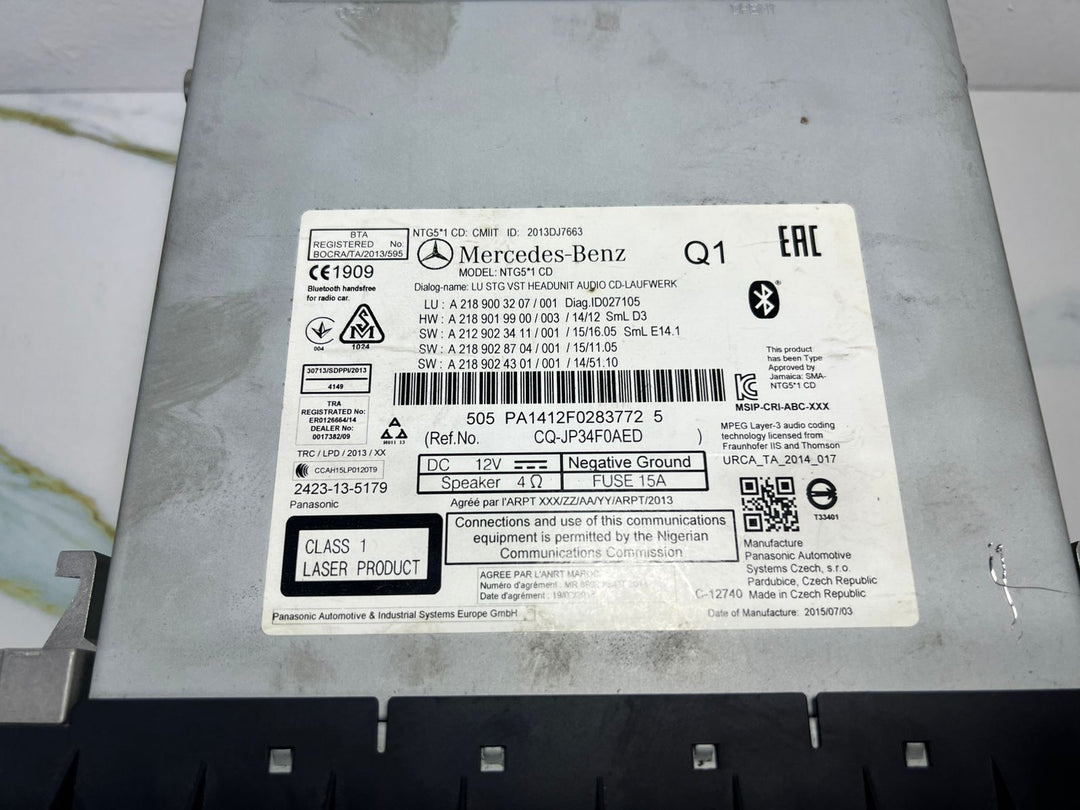 BTA
REGISTERED No:
BOCRA/TA/2013/595
NTG5*1 CD: CMIIT ID: 2013DJ7663
Mercedes-Benz
Q1
EAC
MODEL: NTG5*1 CD
CE1909
Bluetooth handsfree
for radio car.
Dialog-name: LU STG VST HEADUNIT AUDIO CD-LAUFWERK
LU : A 218 900 32 07 / 001 Diag.ID027105
HW : A 218 901 99 00 / 003 / 14/12 SmL D3
SW : A 212 902 34 11 / 001 / 15/16.05 SmL E14.1
SW : A 218 902 87 04 / 001 / 15/11.05
SW : A 218 902 43 01 / 001 / 14/51.10
004
1024
30713/SDPPI/2013
4149
TRA
REGISTERED No:
ER0126664/14
DEALER No:
0017382/09
TRC / LPD / 2013 / XX
CCAH15LP0120T9
2423-13-5179
Panasonic
505 PA1412F0283772 5
(Ref.No. CQ-JP34F0AED )
DC 12V
Negative Ground
Speaker 4 Ω
FUSE 15A
Agréé par l'ARPT XXX/ZZ/AA/YY/ARPT/2013
Connections and use of this communications
equipment is permitted by the Nigerian
Communications Commission
This product
has been Type
Approved by
Jamaica: SMA-
NTG5*1 CD
MSIP-CRI-ABC-XXX
MPEG Layer-3 audio coding
technology licensed from
Fraunhofer IIS and Thomson
URCA_TA_2014_017
T33401
CLASS 1
LASER PRODUCT
AGREE PAR L'ANRT MAROC
Numéro d'agrément : MR
Date d'agrément :
C-12740
Manufacture
Panasonic Automotive
Systems Czech, s.r.o.
Pardubice, Czech Republic
Made in Czech Republic
Panasonic Automotive & Industrial Systems Europe GmbH
Date of Manufacture: 2015/07/03